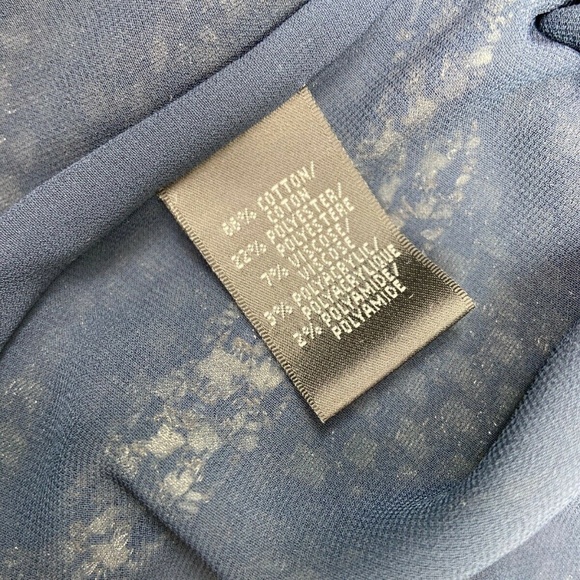 66% COTTON/
COTON
22% POLYESTER/
POLYESTERE
7% VISCOSE/
VISCOSE
3% POLYACRYLIC/
POLYACRYLIQUE
2% POLYAMIDE/
POLYAMIDE